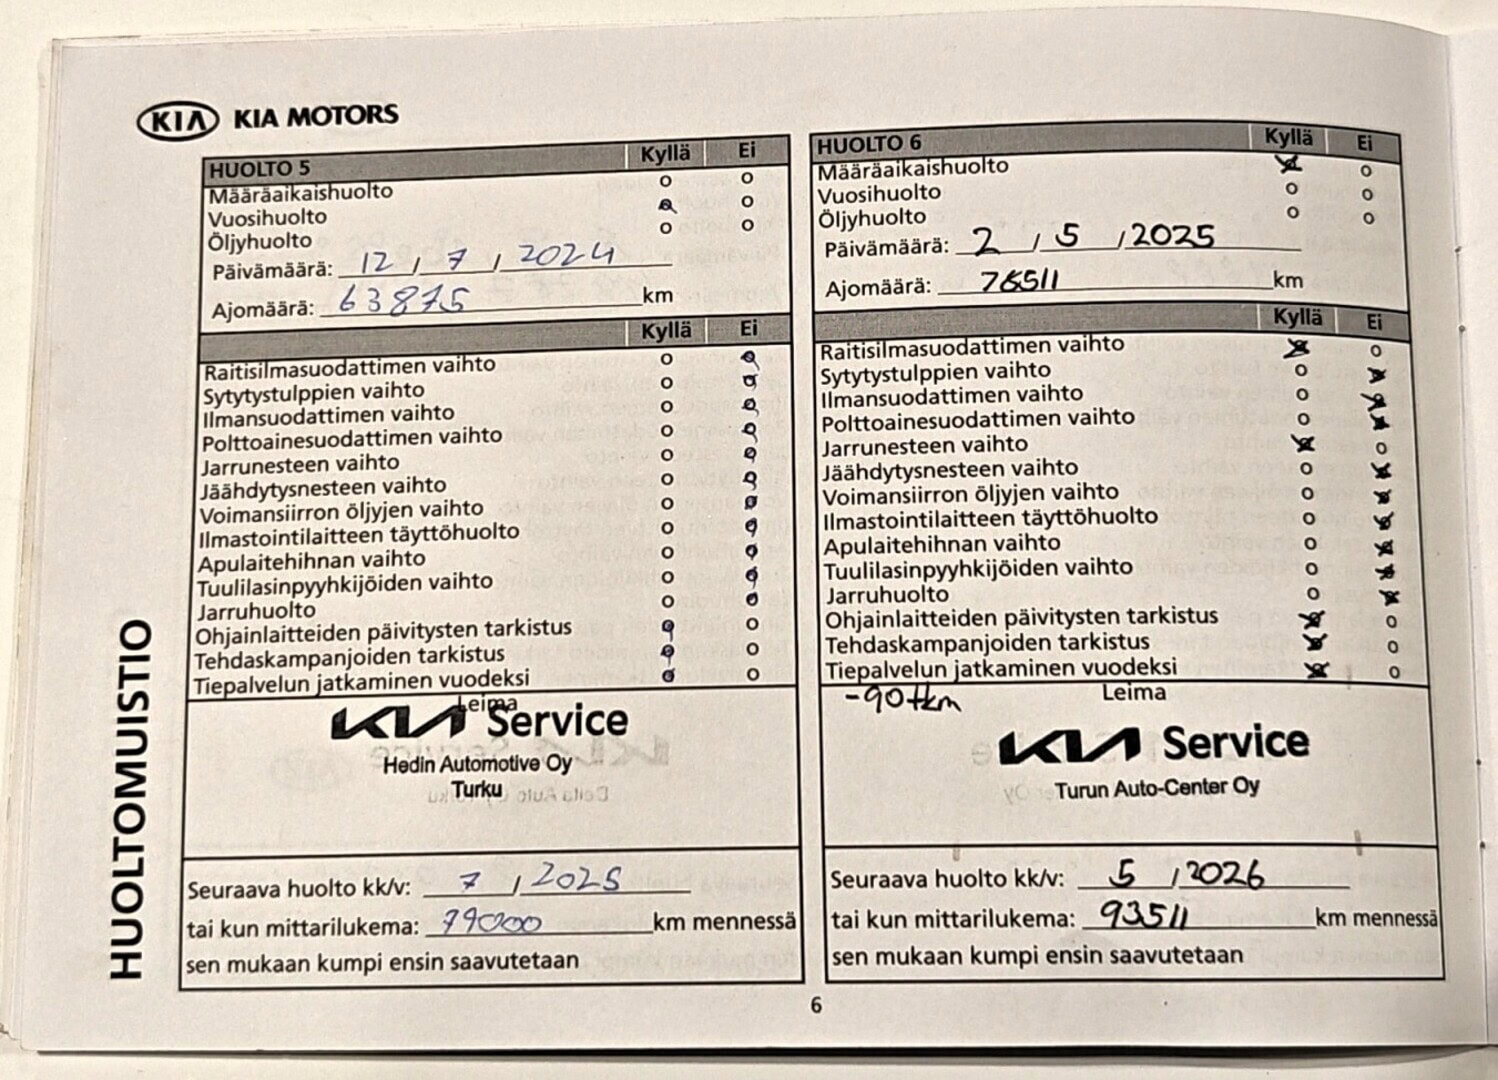 KIA KIA MOTORS
HUOLTOMUISTIO
HUOLTO 5 Kyllä Ei
Määräaikaishuolto
Vuosihuolto
Öljyhuolto
Päivämäärä: 12 / 7 / 2024
Ajomäärä: 63875 km
Kyllä Ei
Raitisilmasuodattimen vaihto
Sytytystulppien vaihto
Ilmansuodattimen vaihto
Polttoainesuodattimen vaihto
Jarrunesteen vaihto
Jäähdytysnesteen vaihto
Voimansiirron öljyjen vaihto
Ilmastointilaitteen täyttöhuolto
Apulaitehihnan vaihto
Tuulilasinpyyhkijöiden vaihto
Jarruhuolto
Ohjainlaitteiden päivitysten tarkistus
Tehdaskampanjoiden tarkistus
Tiepalvelun jatkaminen vuodeksi
Leima
KIA Service
Hedin Automotive Oy
Turku
Seuraava huolto kk/v: 7 / 2025
tai kun mittarilukema: 79000 km mennessä
sen mukaan kumpi ensin saavutetaan
HUOLTO 6 Kyllä Ei
Määräaikaishuolto
Vuosihuolto
Öljyhuolto
Päivämäärä: 2 / 5 / 2025
Ajomäärä: 78511 km
Kyllä Ei
Raitisilmasuodattimen vaihto
Sytytystulppien vaihto
Ilmansuodattimen vaihto
Polttoainesuodattimen vaihto
Jarrunesteen vaihto
Jäähdytysnesteen vaihto
Voimansiirron öljyjen vaihto
Ilmastointilaitteen täyttöhuolto
Apulaitehihnan vaihto
Tuulilasinpyyhkijöiden vaihto
Jarruhuolto
Ohjainlaitteiden päivitysten tarkistus
Tehdaskampanjoiden tarkistus
Tiepalvelun jatkaminen vuodeksi
-90tkm Leima
KIA Service
Turun Auto-Center Oy
Seuraava huolto kk/v: 5 / 2026
tai kun mittarilukema: 93511 km mennessä
sen mukaan kumpi ensin saavutetaan
6